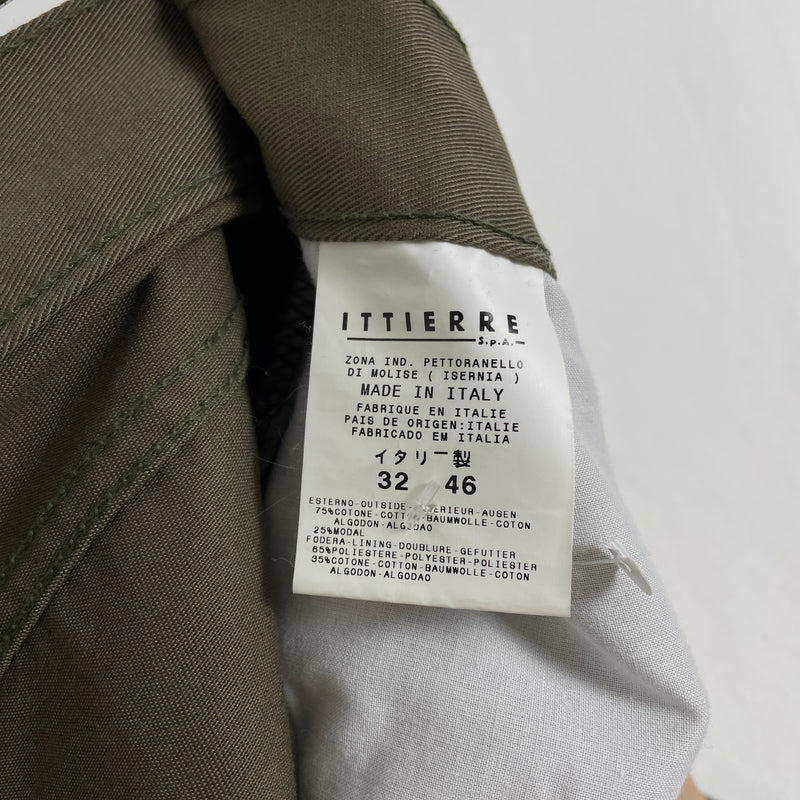 ITTIERRE
S.p.A.
ZONA IND. PETTORANELLO
DI MOLISE ( ISERNIA )
MADE IN ITALY
FABRIQUE EN ITALIE
PAIS DE ORIGEN:ITALIE
FABRICADO EM ITALIA
イタリー製
32 46
ESTERNO-OUTSIDE-
75%COTONE-COTTON-BAUMWOLLE-COTON
ALGODON-ALGODAO
25%MODAL
FODERA-LINING-DOUBLURE-GEFUTTER
65%POLIESTERE-POLYESTER-POLIESTER
35%COTONE-COTTON-BAUMWOLLE-COTON
ALGODON-ALGODAO